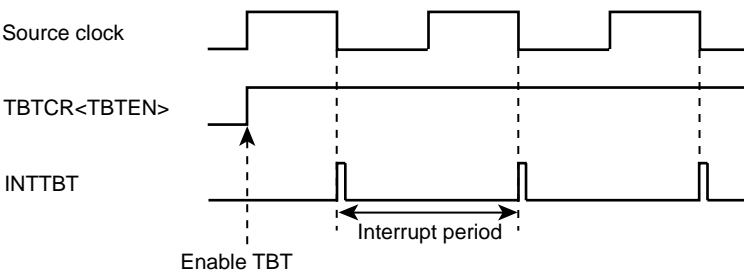 Source clock
TBTCR<TBTEN>
INTTBT
Interrupt period
Enable TBT